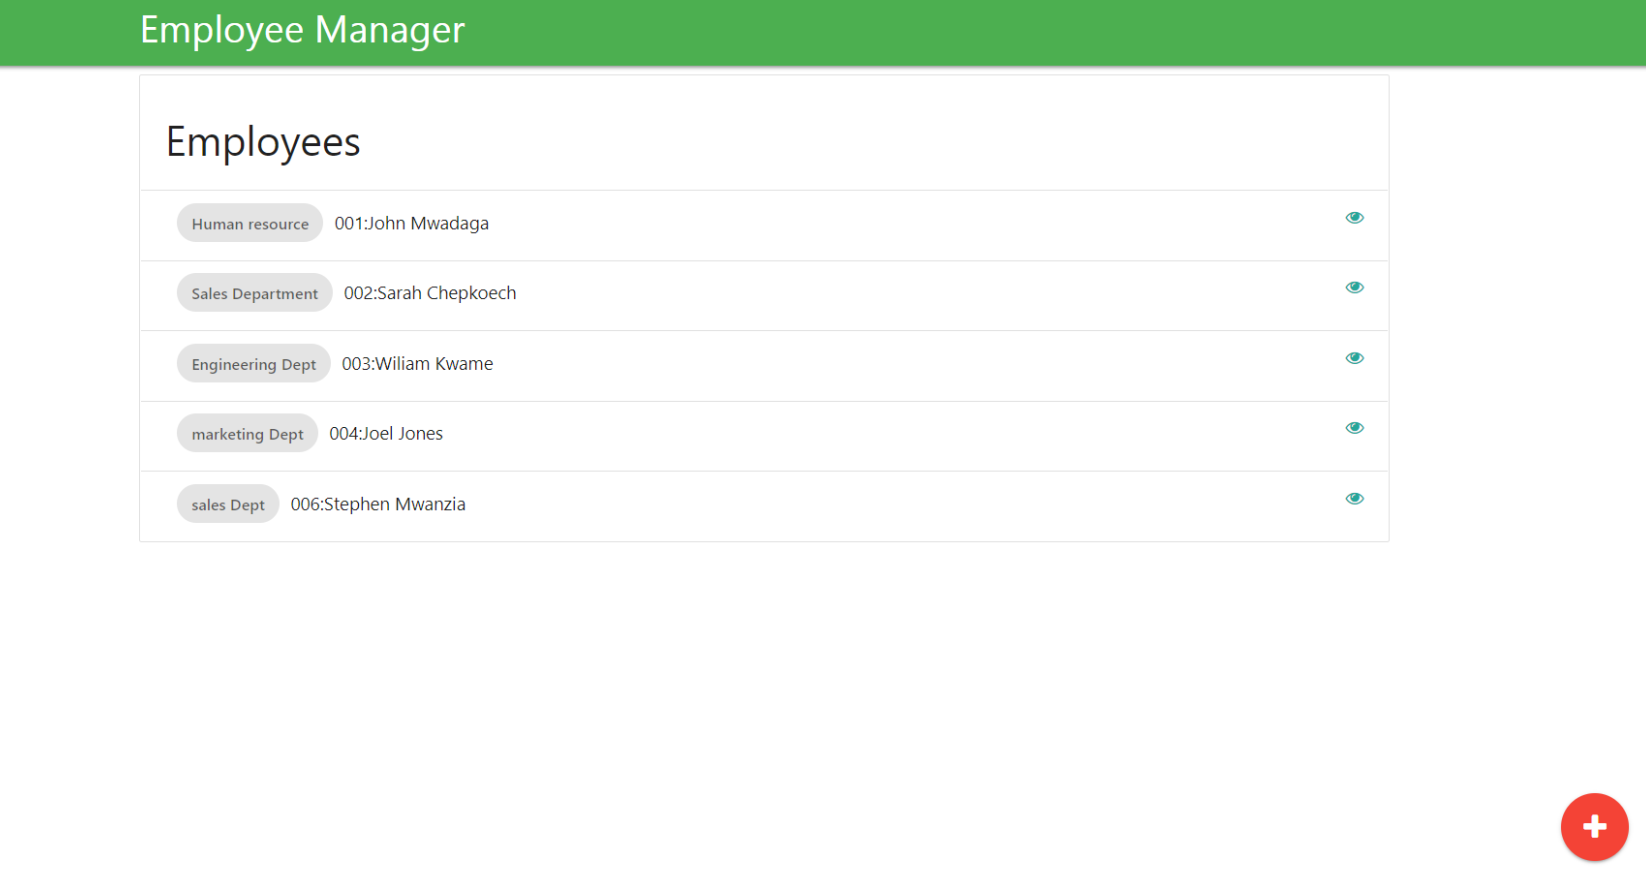 Employee Manager
Employees
Human resource 001:John Mwadaga
Sales Department 002:Sarah Chepkoech
Engineering Dept 003:Wiliam Kwame
marketing Dept 004:Joel Jones
sales Dept 006:Stephen Mwanzia